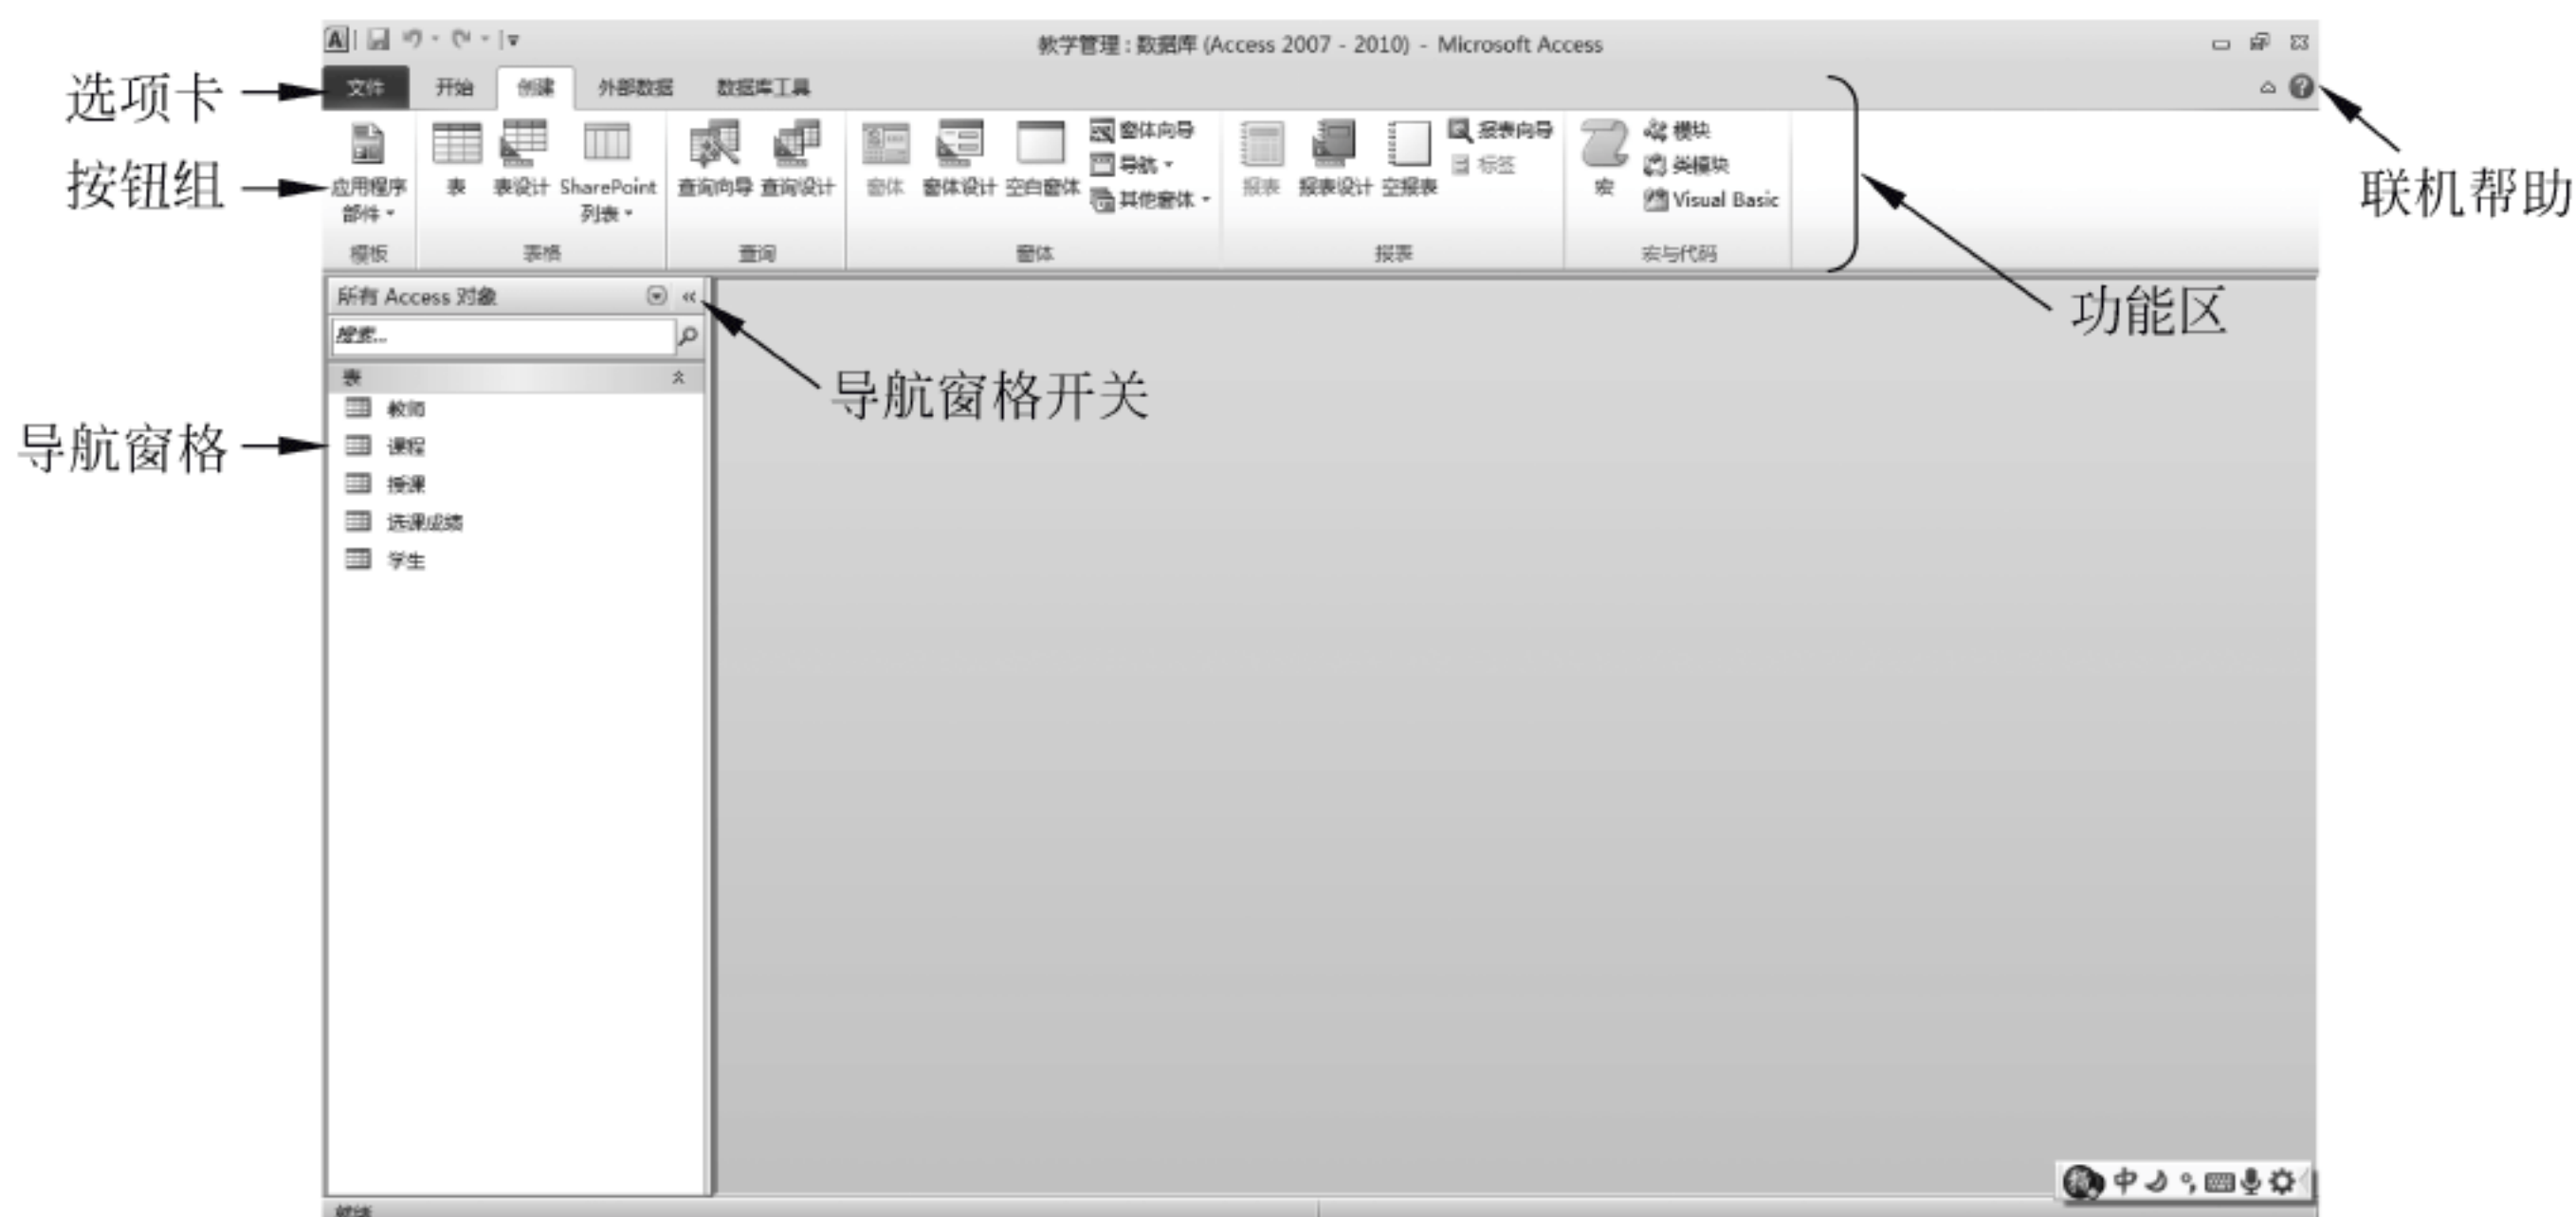 教学管理 : 数据库 (Access 2007 - 2010) - Microsoft Access
选项卡
文件 开始 创建 外部数据 数据库工具
按钮组
应用程序
部件
表 表设计 SharePoint
列表
查询向导 查询设计
窗体 窗体设计 空白窗体
窗体向导
导航
其他窗体
报表 报表设计 空报表
报表向导
标签
宏
模块
类模块
Visual Basic
模板 表格 查询 窗体 报表 宏与代码
联机帮助
功能区
所有 Access 对象
搜索...
导航窗格开关
表
教师
导航窗格
课程
授课
选课成绩
学生
中
就绪